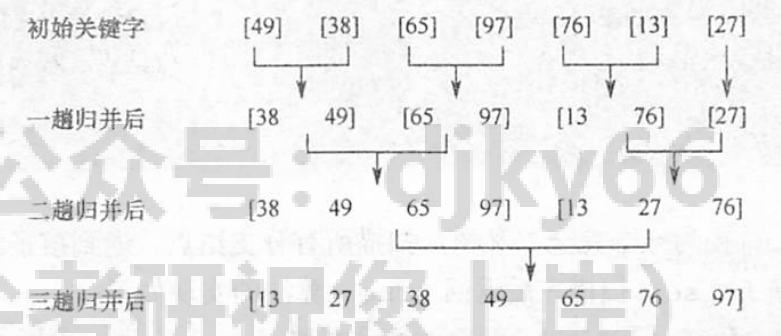 初始关键字 [49] [38] [65] [97] [76] [13] [27]
一趟归并后 [38 49] [65 97] [13 76] [27]
公众号：djky66
二趟归并后 [38 49 65 97] [13 27 76]
考研祝您上岸）
三趟归并后 [13 27 38 49 65 76 97]